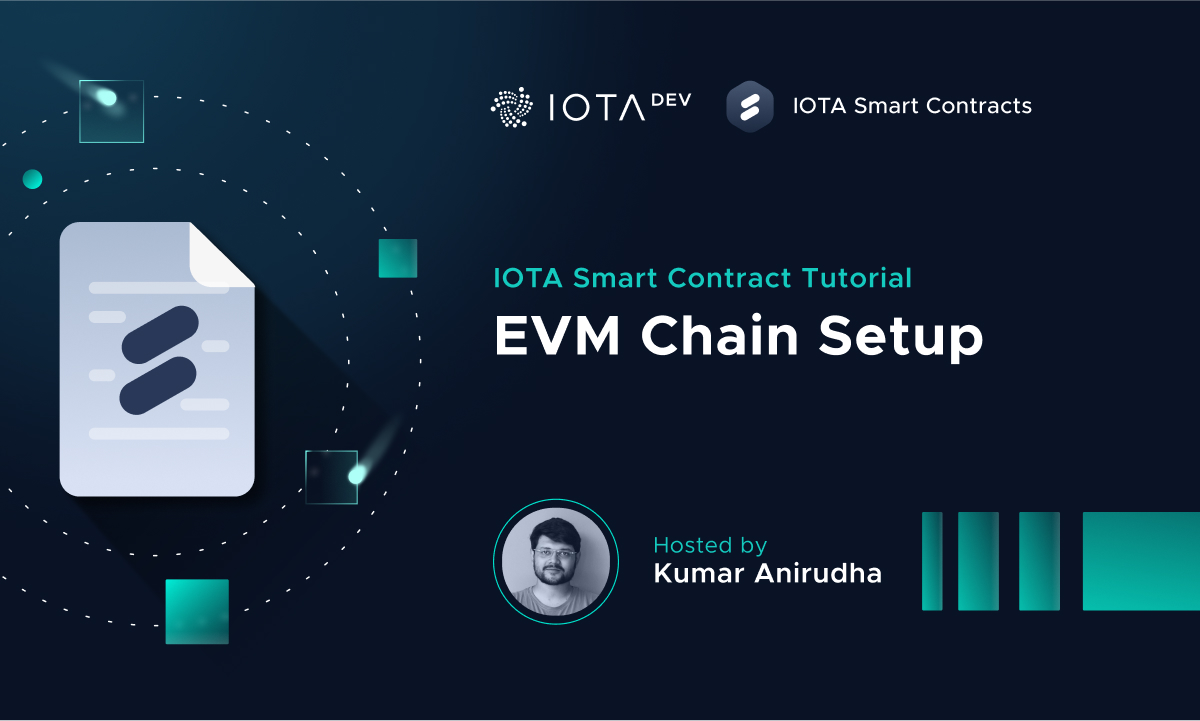 IOTA DEV
IOTA Smart Contracts
IOTA Smart Contract Tutorial
EVM Chain Setup
Hosted by
Kumar Anirudha